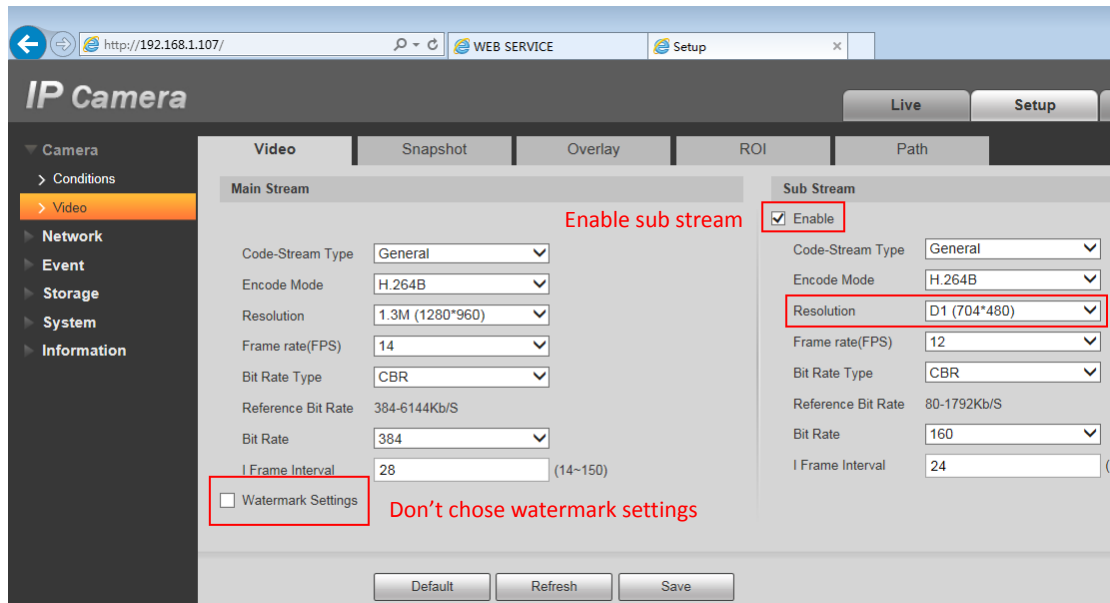 http://192.168.1.107/
WEB SERVICE
Setup
IP Camera
Live
Setup
Camera
Conditions
Video
Network
Event
Storage
System
Information
Video
Snapshot
Overlay
ROI
Path
Main Stream
Code-Stream Type General
Encode Mode H.264B
Resolution 1.3M (1280*960)
Frame rate(FPS) 14
Bit Rate Type CBR
Reference Bit Rate 384-6144Kb/S
Bit Rate 384
I Frame Interval 28 (14~150)
Watermark Settings
Don’t chose watermark settings
Enable sub stream
Sub Stream
Enable
Code-Stream Type General
Encode Mode H.264B
Resolution D1 (704*480)
Frame rate(FPS) 12
Bit Rate Type CBR
Reference Bit Rate 80-1792Kb/S
Bit Rate 160
I Frame Interval 24 (
Default
Refresh
Save